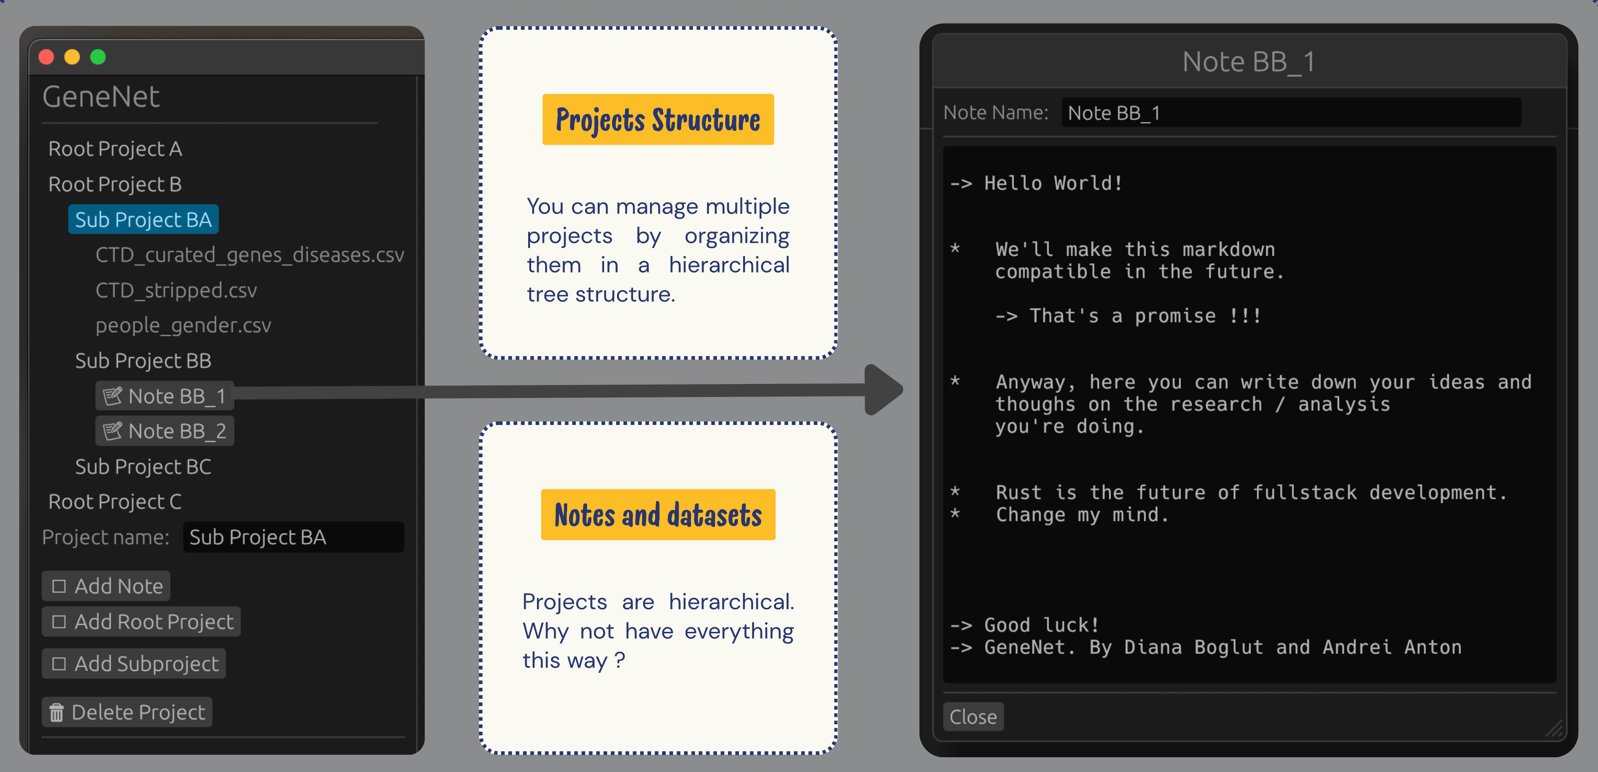 GeneNet
Root Project A
Root Project B
Sub Project BA
CTD_curated_genes_diseases.csv
CTD_stripped.csv
people_gender.csv
Sub Project BB
Note BB_1
Note BB_2
Sub Project BC
Root Project C
Project name: Sub Project BA
Add Note
Add Root Project
Add Subproject
Delete Project
Projects Structure
You can manage multiple
projects by organizing
them in a hierarchical
tree structure.
Notes and datasets
Projects are hierarchical.
Why not have everything
this way ?
Note BB_1
Note Name: Note BB_1
-> Hello World!
* We'll make this markdown
compatible in the future.
-> That's a promise !!!
* Anyway, here you can write down your ideas and
thoughs on the research / analysis
you're doing.
* Rust is the future of fullstack development.
* Change my mind.
-> Good luck!
-> GeneNet. By Diana Boglut and Andrei Anton
Close